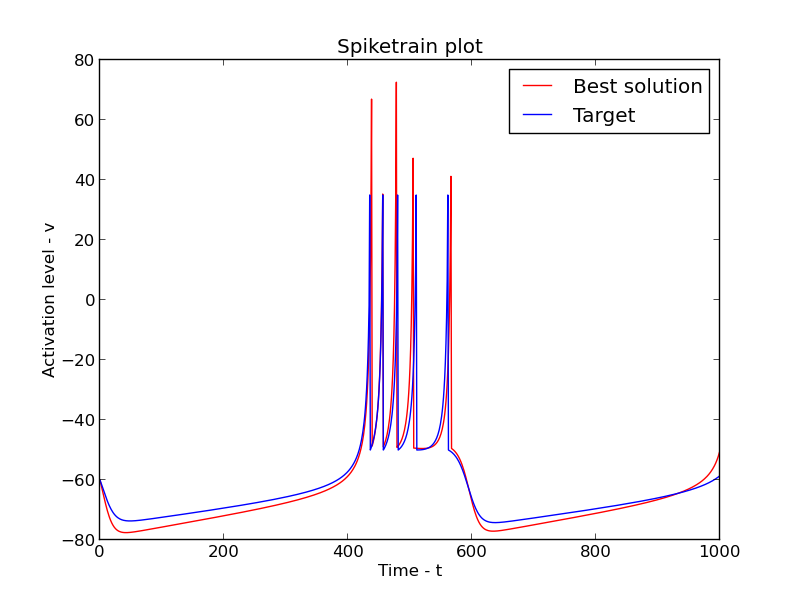 Spiketrain plot
Best solution
Target
Activation level - v
80
60
40
20
0
−20
−40
−60
−80
0 200 400 600 800 1000
Time - t